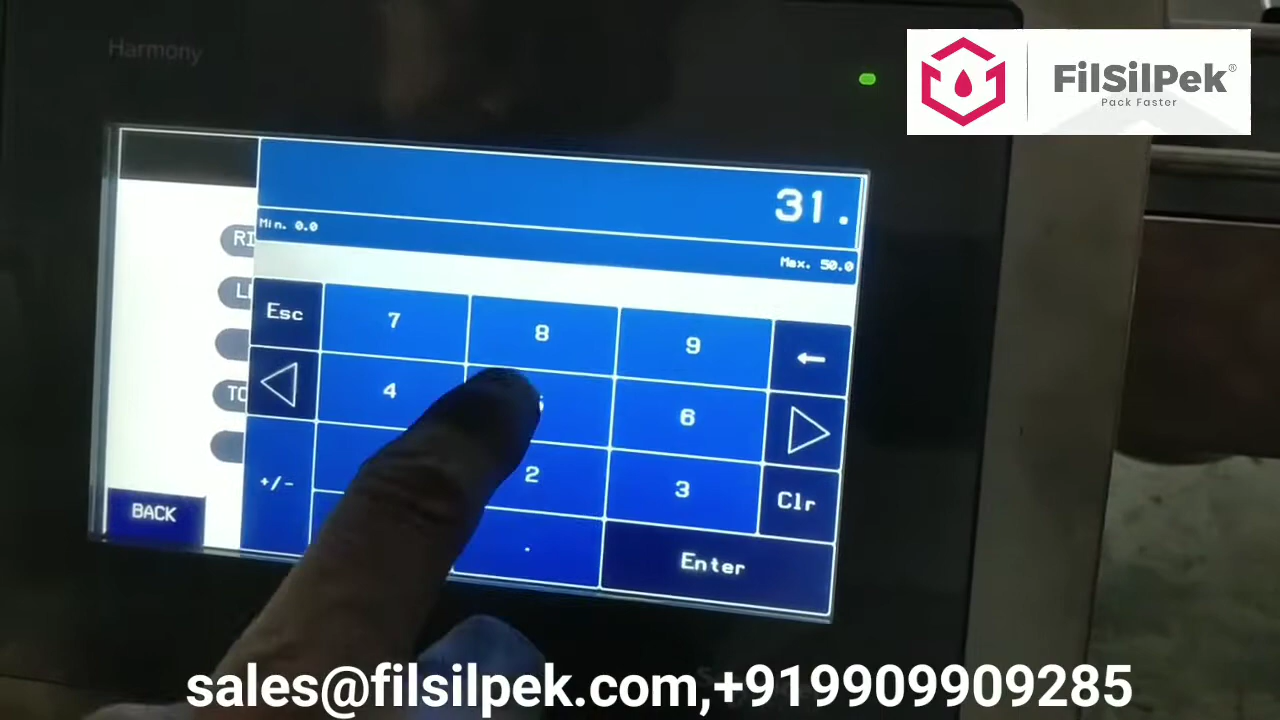 Harmony
FilSilPek®
Pack Faster
31.
Min. 0.0
Max. 50.0
Esc
7
8
9
←
4
6
+/-
2
3
Clr
.
Enter
BACK
sales@filsilpek.com,+919909909285